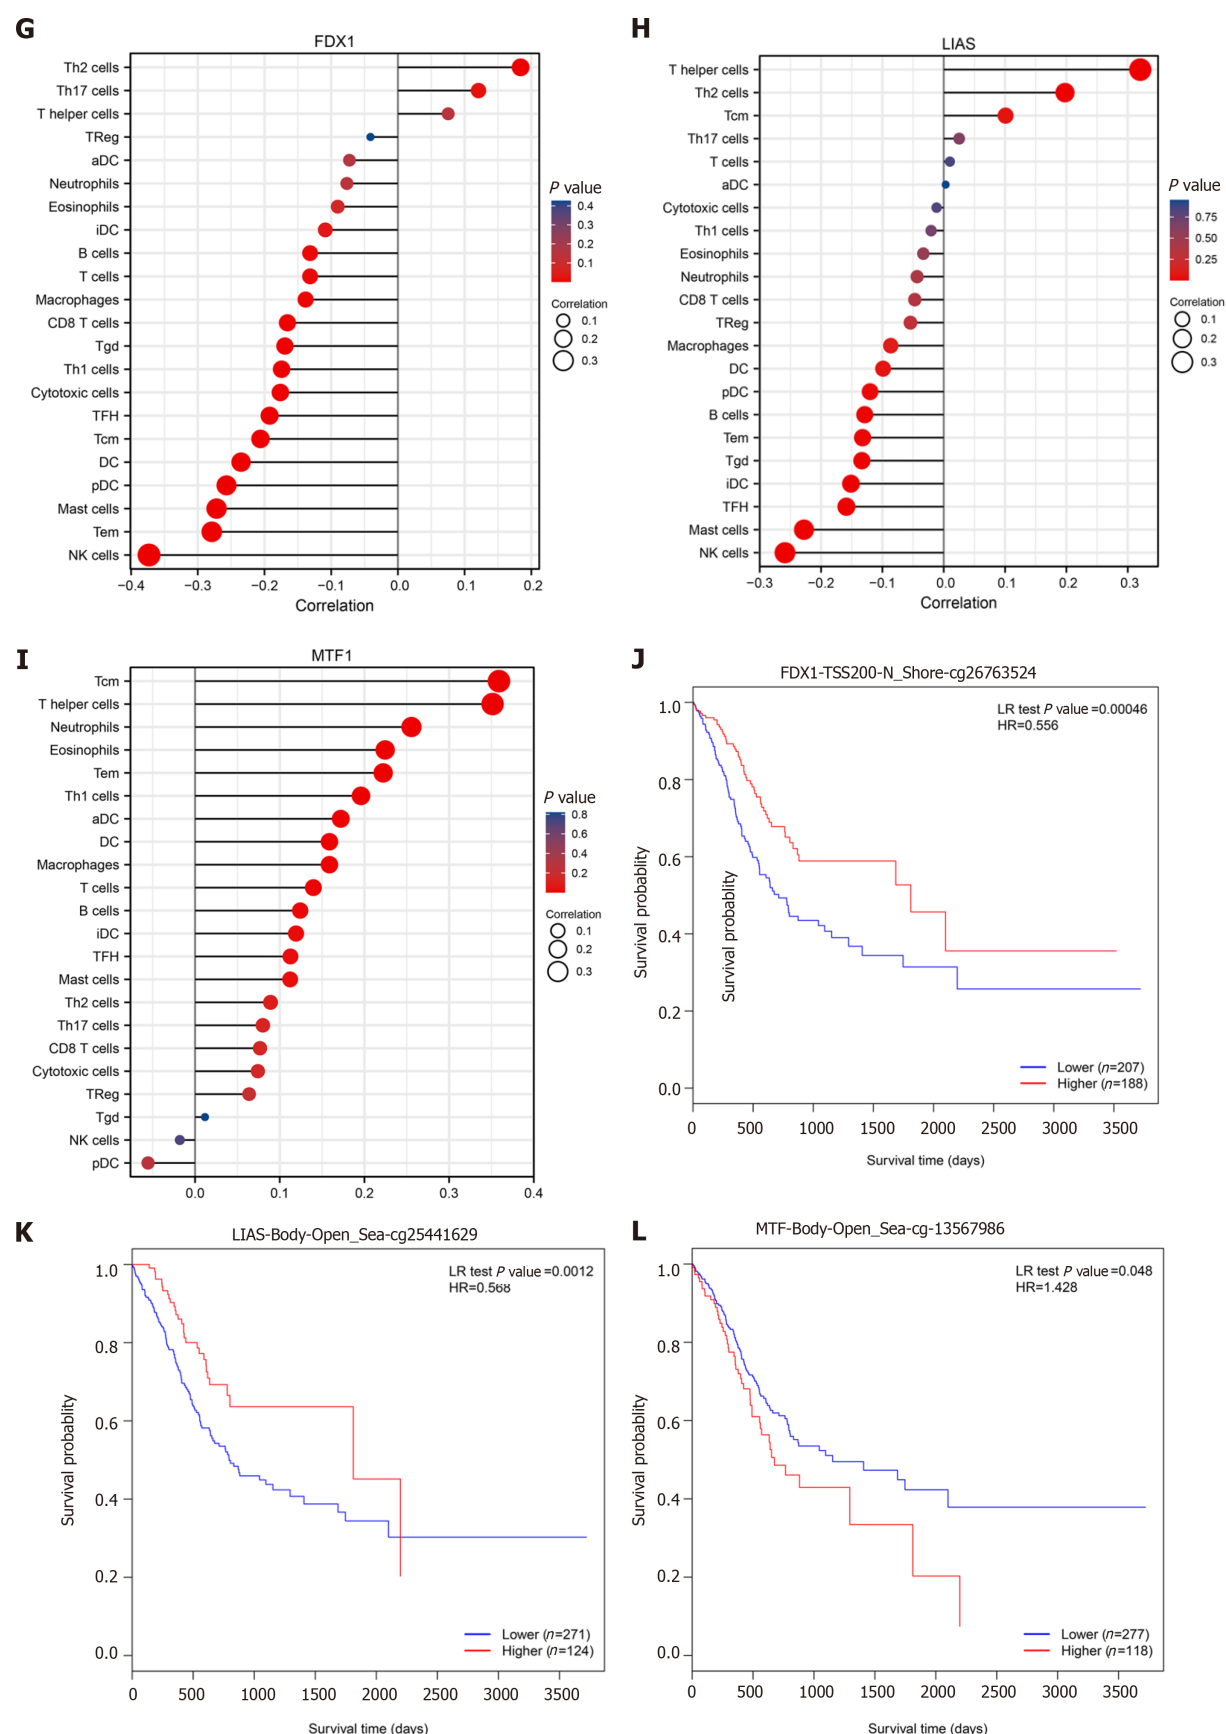 G
FDX1
Th2 cells
Th17 cells
T helper cells
TReg
aDC
Neutrophils
Eosinophils
iDC
B cells
T cells
Macrophages
CD8 T cells
Tgd
Th1 cells
Cytotoxic cells
TFH
Tcm
DC
pDC
Mast cells
Tem
NK cells
−0.4 −0.3 −0.2 −0.1 0.0 0.1 0.2
Correlation
P value
0.4
0.3
0.2
0.1
Correlation
0.1
0.2
0.3
H
LIAS
T helper cells
Th2 cells
Tcm
Th17 cells
T cells
aDC
Cytotoxic cells
Th1 cells
Eosinophils
Neutrophils
CD8 T cells
TReg
Macrophages
DC
pDC
B cells
Tem
Tgd
iDC
TFH
Mast cells
NK cells
−0.3 −0.2 −0.1 0.0 0.1 0.2 0.3
Correlation
P value
0.75
0.50
0.25
Correlation
0.1
0.2
0.3
I
MTF1
Tcm
T helper cells
Neutrophils
Eosinophils
Tem
Th1 cells
aDC
DC
Macrophages
T cells
B cells
iDC
TFH
Mast cells
Th2 cells
Th17 cells
CD8 T cells
Cytotoxic cells
TReg
Tgd
NK cells
pDC
0.0 0.1 0.2 0.3 0.4
P value
0.8
0.6
0.4
0.2
Correlation
0.1
0.2
0.3
J
FDX1-TSS200-N_Shore-cg26763524
LR test P value =0.00046
HR=0.556
1.0
0.8
0.6
0.4
0.2
0.0
Survival probablity
Survival probablity
Lower (n=207)
Higher (n=188)
0 500 1000 1500 2000 2500 3000 3500
Survival time (days)
K
LIAS-Body-Open_Sea-cg25441629
LR test P value =0.0012
HR=0.568
1.0
0.8
0.6
0.4
0.2
0.0
Survival probablity
Lower (n=271)
Higher (n=124)
0 500 1000 1500 2000 2500 3000 3500
Survival time (days)
L
MTF-Body-Open_Sea-cg-13567986
LR test P value =0.048
HR=1.428
1.0
0.8
0.6
0.4
0.2
0.0
Survival probablity
Lower (n=277)
Higher (n=118)
0 500 1000 1500 2000 2500 3000 3500
Survival time (days)